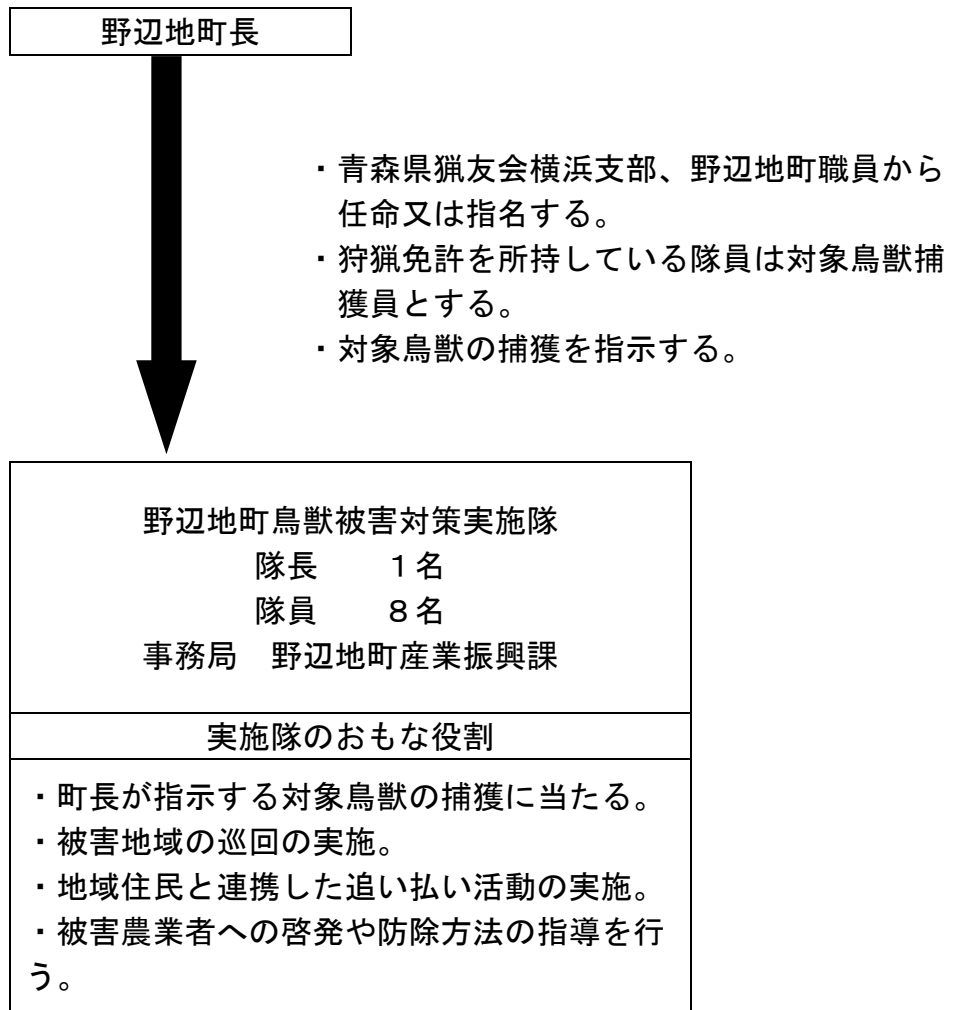 野辺地町長
・青森県猟友会横浜支部、野辺地町職員から
任命又は指名する。
・狩猟免許を所持している隊員は対象鳥獣捕
獲員とする。
・対象鳥獣の捕獲を指示する。
野辺地町鳥獣被害対策実施隊
隊長　　１名
隊員　　８名
事務局　野辺地町産業振興課
実施隊のおもな役割
・町長が指示する対象鳥獣の捕獲に当たる。
・被害地域の巡回の実施。
・地域住民と連携した追い払い活動の実施。
・被害農業者への啓発や防除方法の指導を行
う。